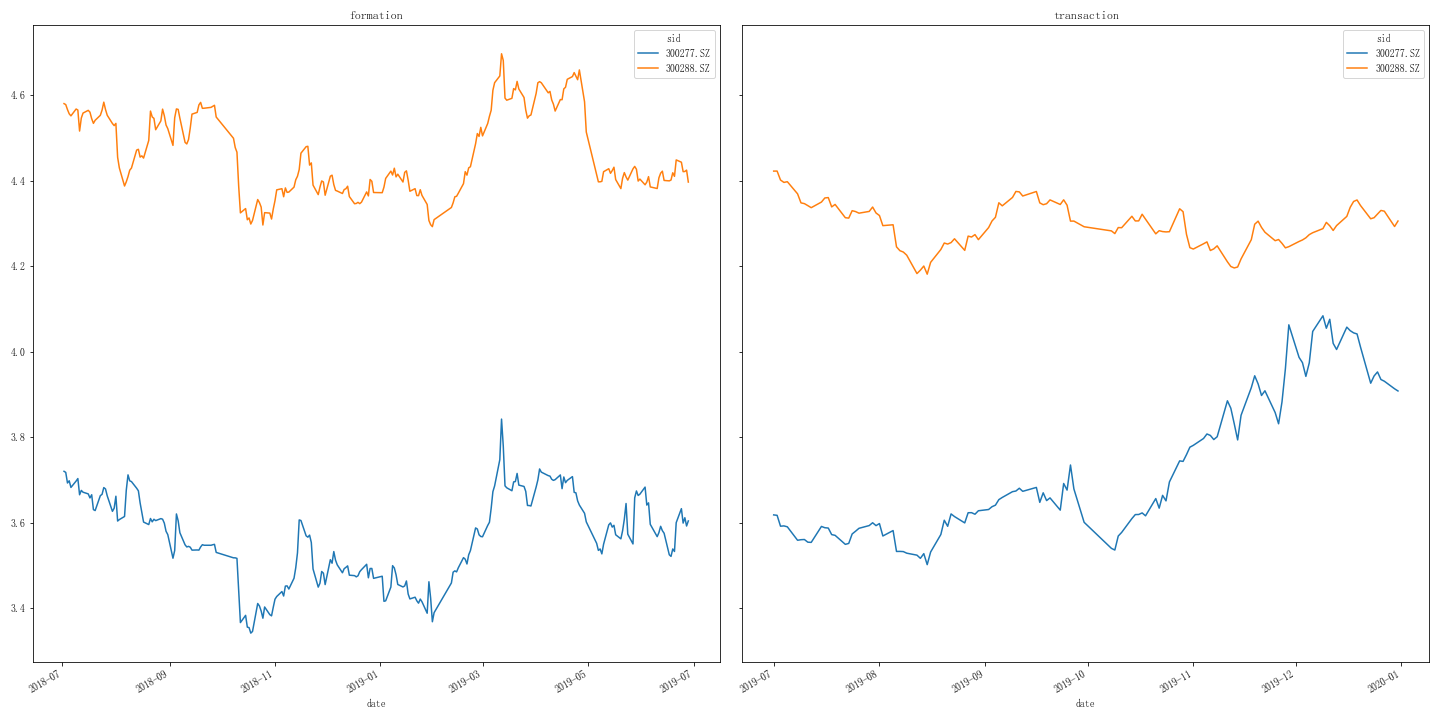 formation
sid
300277.SZ
300288.SZ
4.6
4.4
4.2
4.0
3.8
3.6
3.4
2018-07
2018-09
2018-11
2019-01
2019-03
2019-05
2019-07
date
transaction
sid
300277.SZ
300288.SZ
2019-07
2019-08
2019-09
2019-10
2019-11
2019-12
2020-01
date